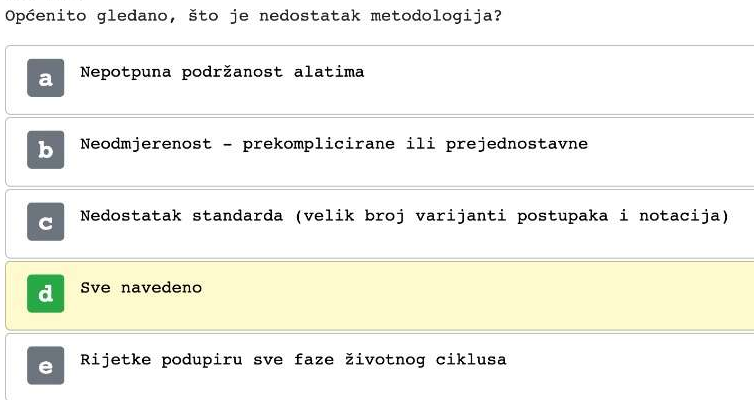 Općenito gledano, što je nedostatak metodologija?
a Nepotpuna podržanost alatima
b Neodmjerenost - prekomplicirane ili prejednostavne
c Nedostatak standarda (velik broj varijanti postupaka i notacija)
d Sve navedeno
e Rijetke podupiru sve faze životnog ciklusa